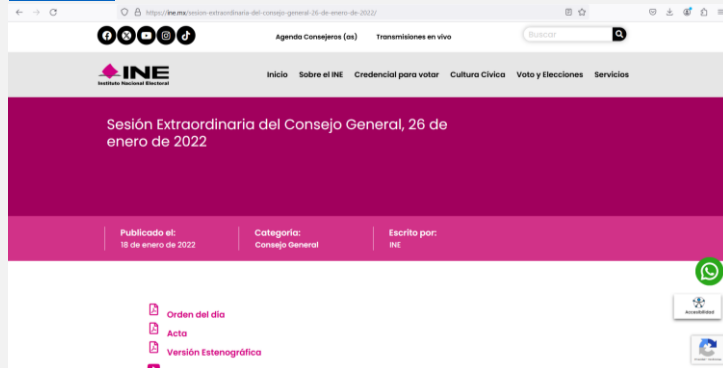 https://ine.mx/sesion-extraordinaria-del-consejo-general-26-de-enero-de-2022/
Agenda Consejeros (as) Transmisiones en vivo Buscar
INE
Instituto Nacional Electoral
Inicio Sobre el INE Credencial para votar Cultura Cívica Voto y Elecciones Servicios
Sesión Extraordinaria del Consejo General, 26 de
enero de 2022
Publicado el: Categoría: Escrito por:
18 de enero de 2022 Consejo General INE
Accesibilidad
Orden del día
Acta
Versión Estenográfica